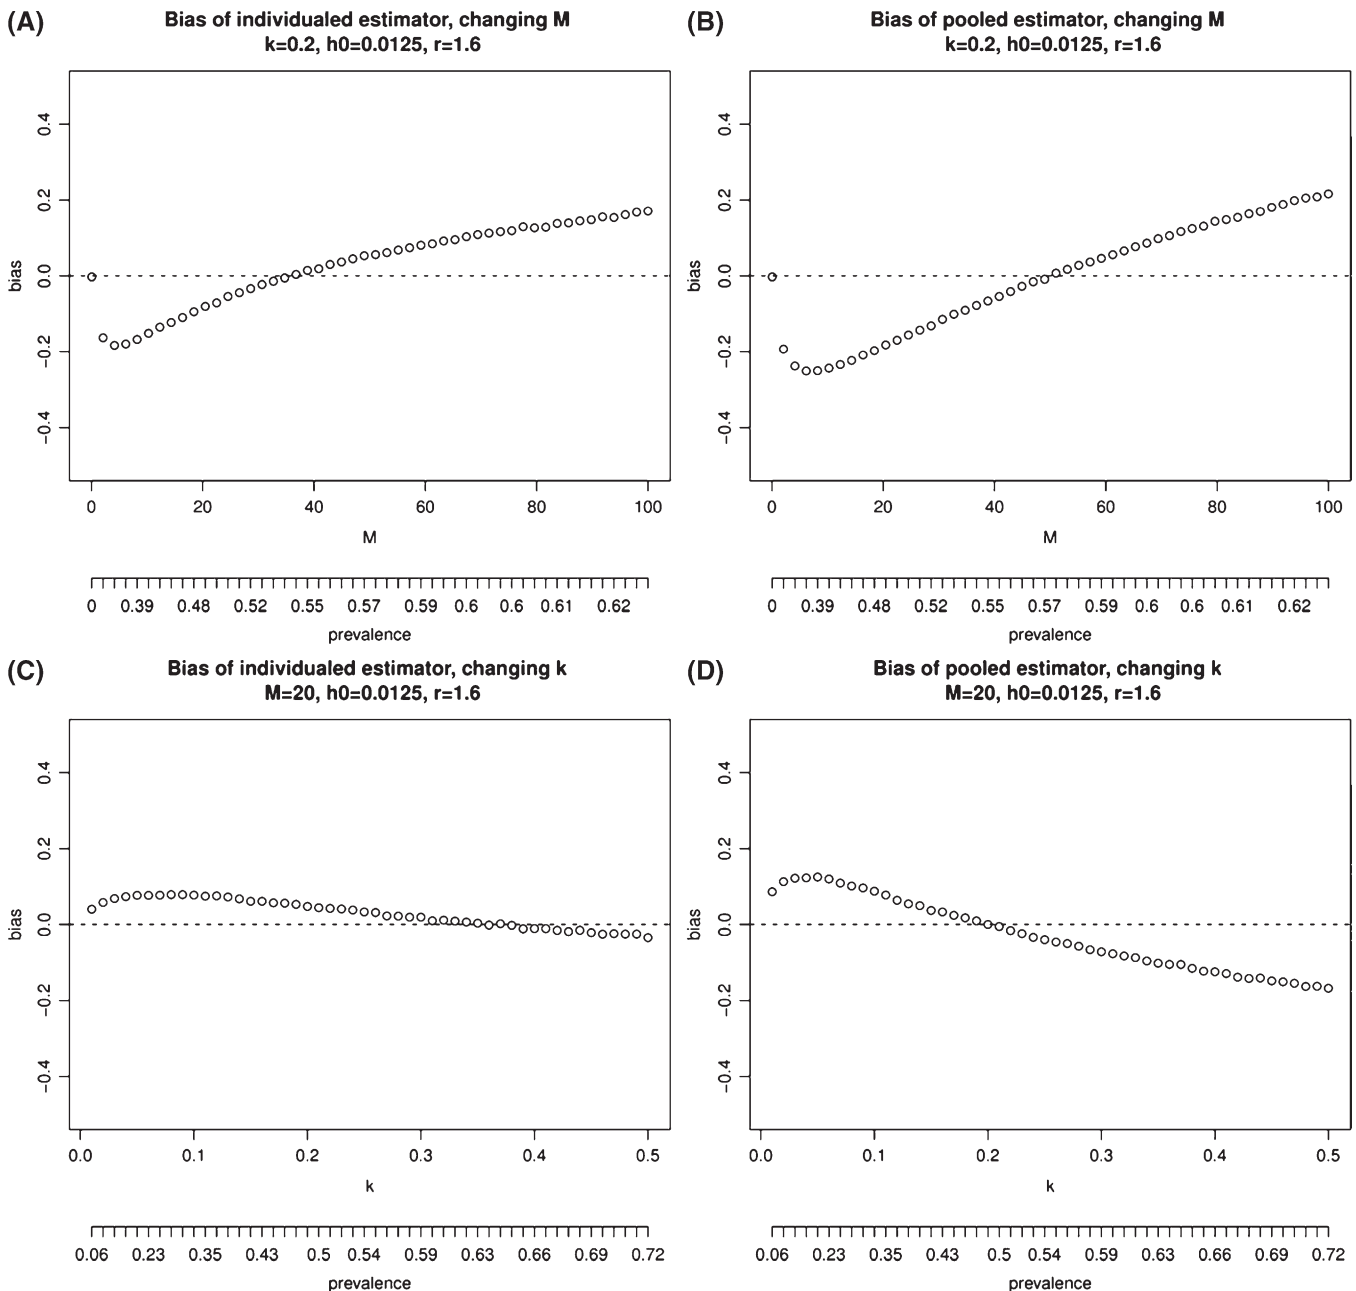 (A)
Bias of individualed estimator, changing M
k=0.2, h0=0.0125, r=1.6
bias
0.4
0.2
0.0
−0.2
−0.4
0 20 40 60 80 100
M
0 0.39 0.48 0.52 0.55 0.57 0.59 0.6 0.6 0.61 0.62
prevalence
(B)
Bias of pooled estimator, changing M
k=0.2, h0=0.0125, r=1.6
bias
0.4
0.2
0.0
−0.2
−0.4
0 20 40 60 80 100
M
0 0.39 0.48 0.52 0.55 0.57 0.59 0.6 0.6 0.61 0.62
prevalence
(C)
Bias of individualed estimator, changing k
M=20, h0=0.0125, r=1.6
bias
0.4
0.2
0.0
−0.2
−0.4
0.0 0.1 0.2 0.3 0.4 0.5
k
0.06 0.23 0.35 0.43 0.5 0.54 0.59 0.63 0.66 0.69 0.72
prevalence
(D)
Bias of pooled estimator, changing k
M=20, h0=0.0125, r=1.6
bias
0.4
0.2
0.0
−0.2
−0.4
0.0 0.1 0.2 0.3 0.4 0.5
k
0.06 0.23 0.35 0.43 0.5 0.54 0.59 0.63 0.66 0.69 0.72
prevalence